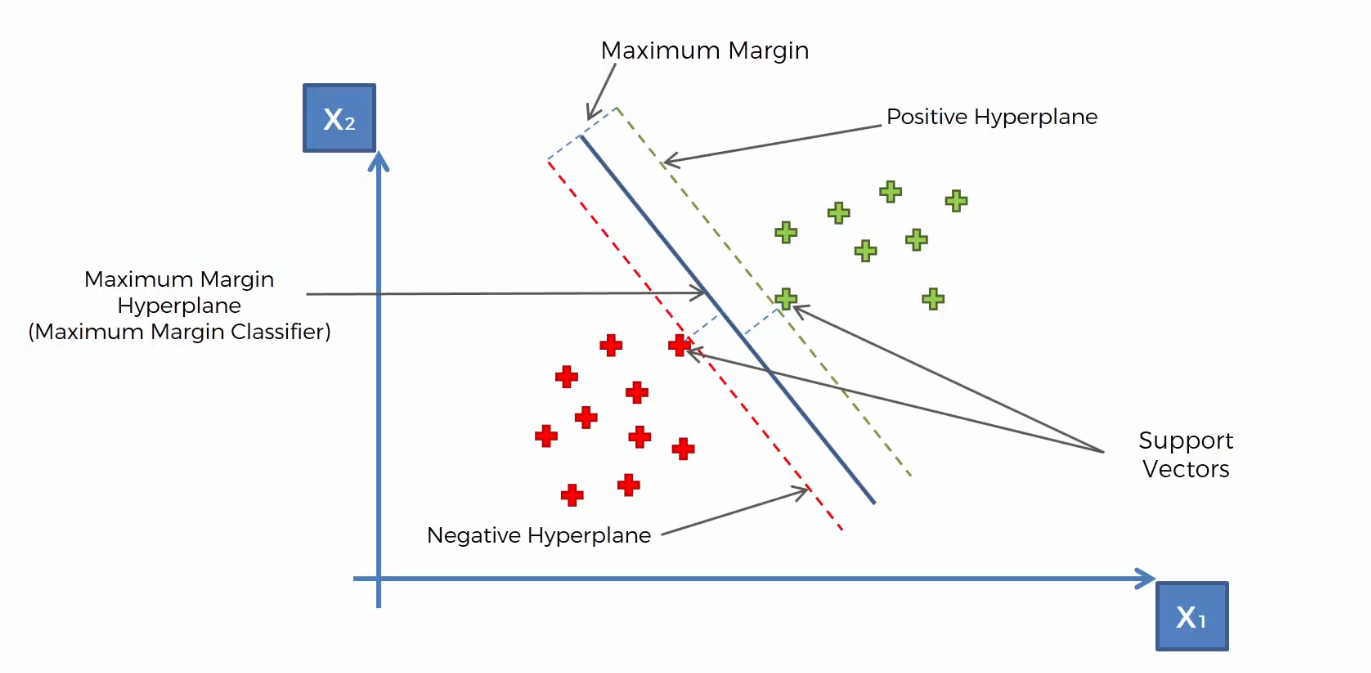 Maximum Margin
X2
Positive Hyperplane
Maximum Margin
Hyperplane
(Maximum Margin Classifier)
Support
Vectors
Negative Hyperplane
X1